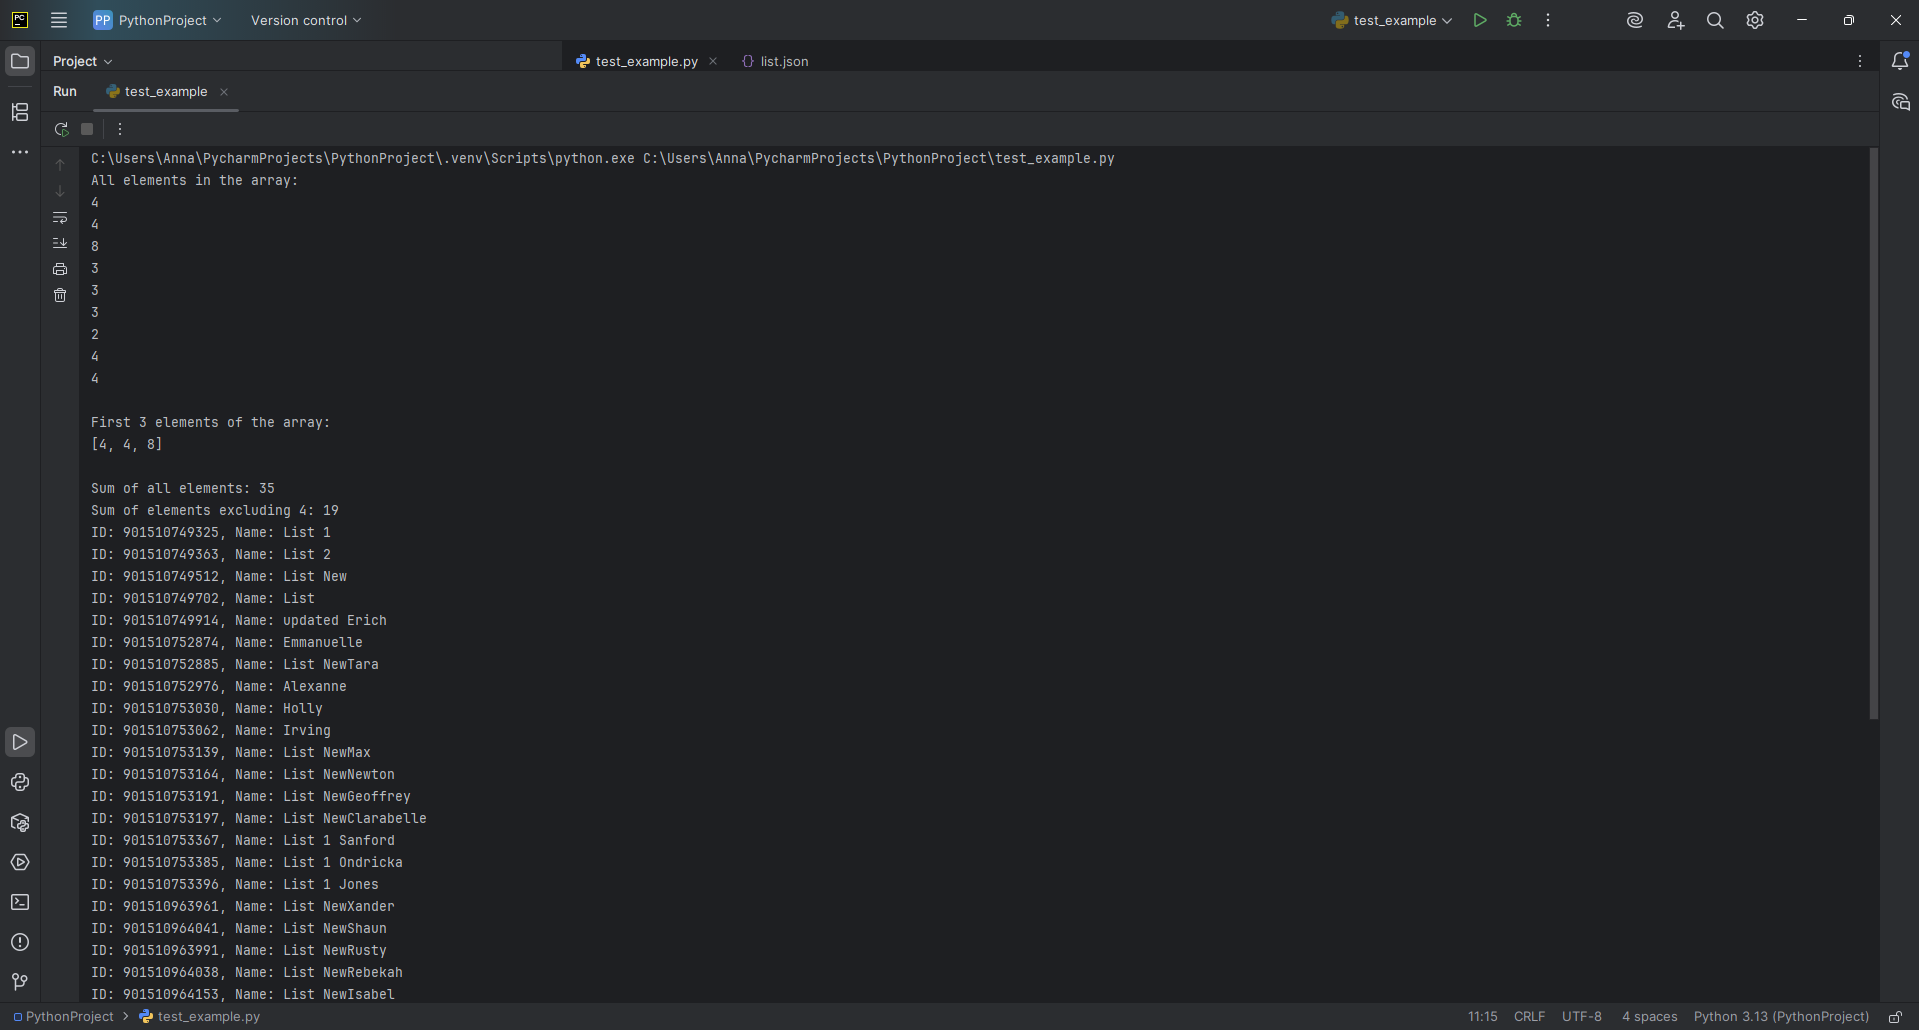 PC PP PythonProject Version control test_example
Project test_example.py {} list.json
Run test_example
C:\Users\Anna\PycharmProjects\PythonProject\.venv\Scripts\python.exe C:\Users\Anna\PycharmProjects\PythonProject\test_example.py
All elements in the array:
4
4
8
3
3
3
2
4
4
First 3 elements of the array:
[4, 4, 8]
Sum of all elements: 35
Sum of elements excluding 4: 19
ID: 901510749325, Name: List 1
ID: 901510749363, Name: List 2
ID: 901510749512, Name: List New
ID: 901510749702, Name: List
ID: 901510749914, Name: updated Erich
ID: 901510752874, Name: Emmanuelle
ID: 901510752885, Name: List NewTara
ID: 901510752976, Name: Alexanne
ID: 901510753030, Name: Holly
ID: 901510753062, Name: Irving
ID: 901510753139, Name: List NewMax
ID: 901510753164, Name: List NewNewton
ID: 901510753191, Name: List NewGeoffrey
ID: 901510753197, Name: List NewClarabelle
ID: 901510753367, Name: List 1 Sanford
ID: 901510753385, Name: List 1 Ondricka
ID: 901510753396, Name: List 1 Jones
ID: 901510963961, Name: List NewXander
ID: 901510964041, Name: List NewShaun
ID: 901510963991, Name: List NewRusty
ID: 901510964038, Name: List NewRebekah
ID: 901510964153, Name: List NewIsabel
PythonProject > test_example.py 11:15 CRLF UTF-8 4 spaces Python 3.13 (PythonProject)